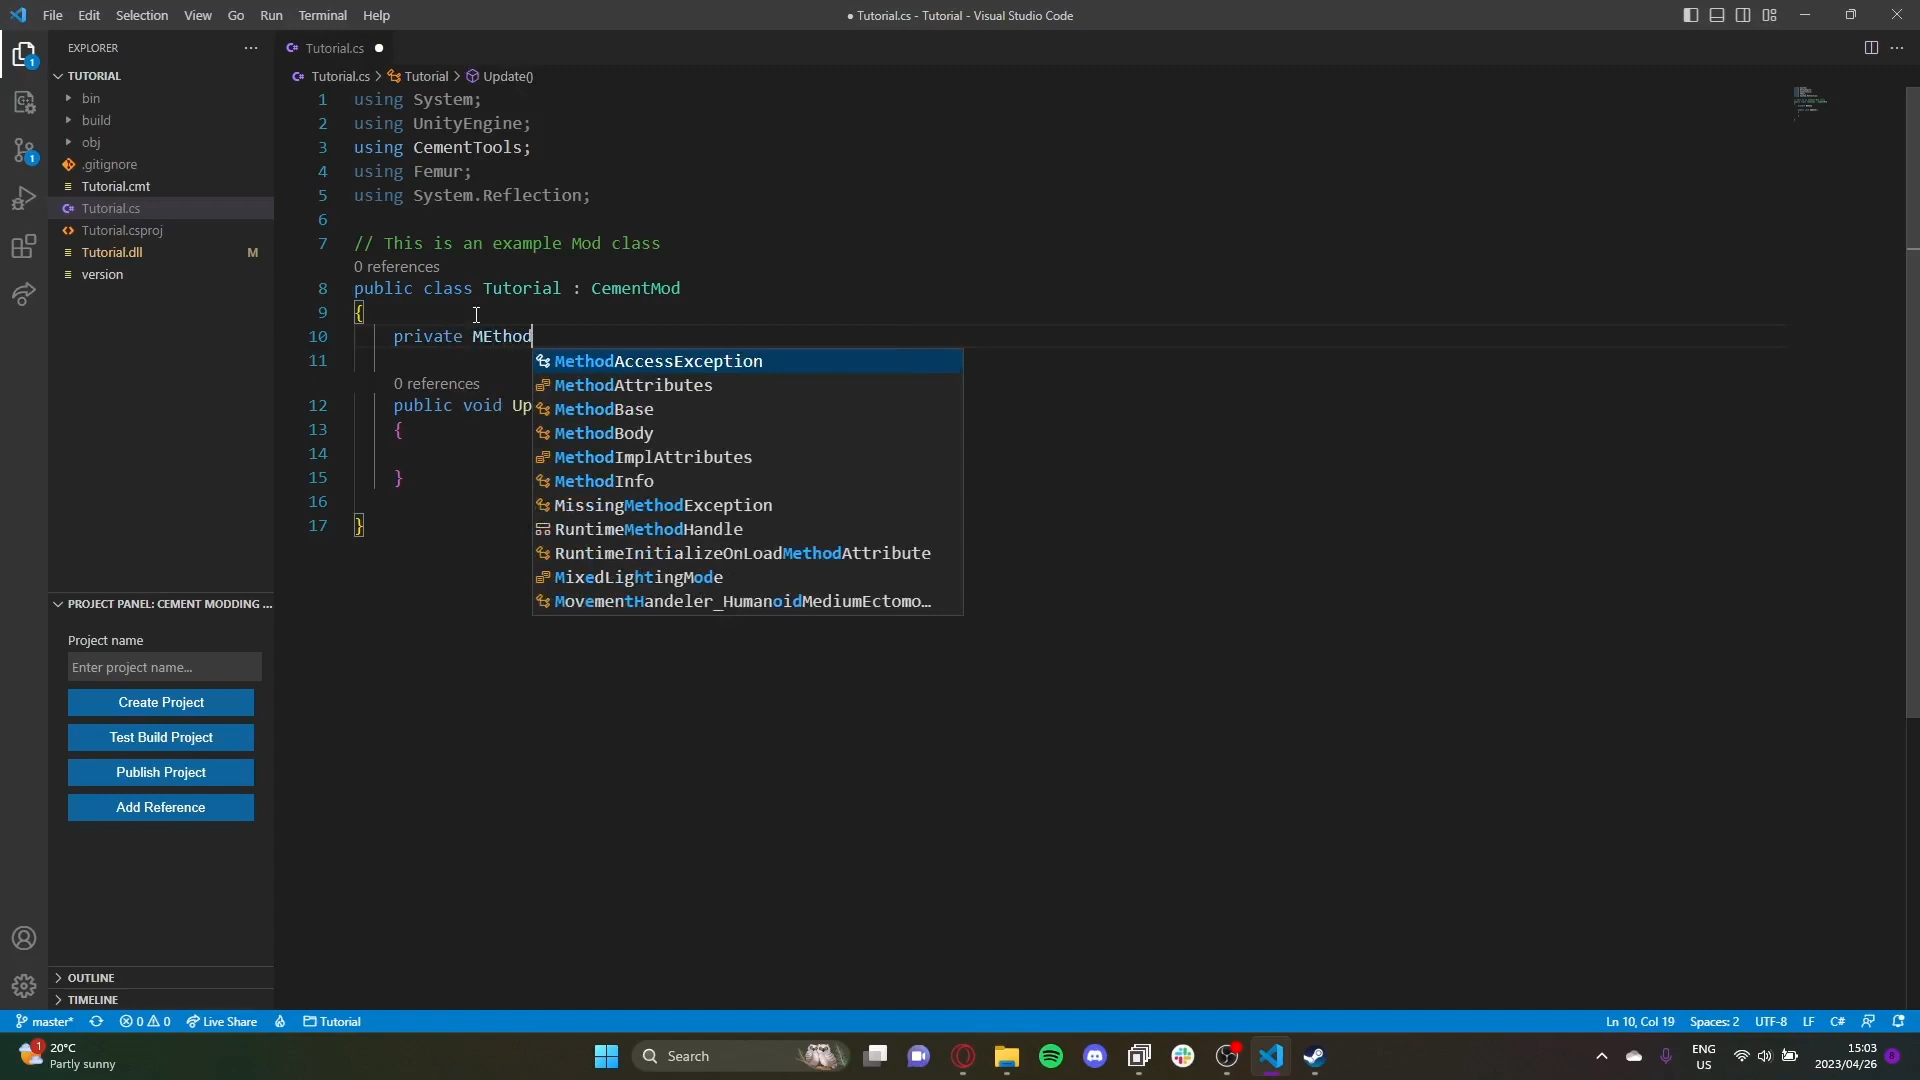 File Edit Selection View Go Run Terminal Help
● Tutorial.cs - Tutorial - Visual Studio Code
EXPLORER
TUTORIAL
bin
build
obj
.gitignore
Tutorial.cmt
Tutorial.cs
Tutorial.csproj
Tutorial.dll M
version
PROJECT PANEL: CEMENT MODDING ...
Project name
Enter project name...
Create Project
Test Build Project
Publish Project
Add Reference
OUTLINE
TIMELINE
1
1
Tutorial.cs ●
Tutorial.cs > Tutorial > Update()
1 using System;
2 using UnityEngine;
3 using CementTools;
4 using Femur;
5 using System.Reflection;
6
7 // This is an example Mod class
0 references
8 public class Tutorial : CementMod
9 {
10 private MEthod
11
0 references
12 public void Up
13 {
14
15 }
16
17 }
MethodAccessException
MethodAttributes
MethodBase
MethodBody
MethodImplAttributes
MethodInfo
MissingMethodException
RuntimeMethodHandle
RuntimeInitializeOnLoadMethodAttribute
MixedLightingMode
MovementHandeler_HumanoidMediumEctomo...
master* 0 0 Live Share Tutorial
Ln 10, Col 19 Spaces: 2 UTF-8 LF C#
1
20°C
Partly sunny
Search
ENG
US
15:03
2023/04/26
8